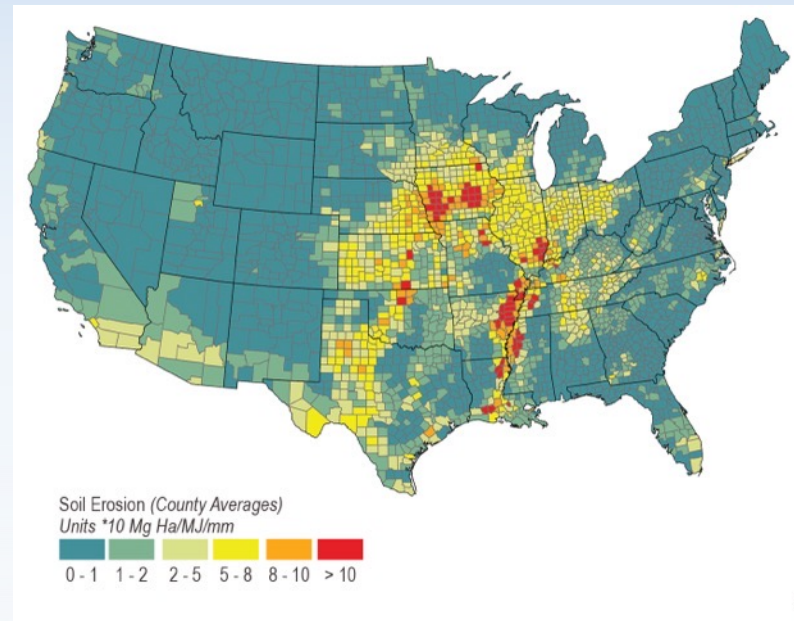 Soil Erosion (County Averages)
Units *10 Mg Ha/MJ/mm
0 - 1 1 - 2 2 - 5 5 - 8 8 - 10 > 10